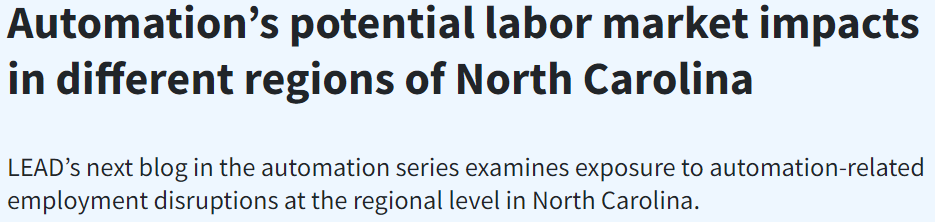 Automation’s potential labor market impacts
in different regions of North Carolina
LEAD’s next blog in the automation series examines exposure to automation-related
employment disruptions at the regional level in North Carolina.